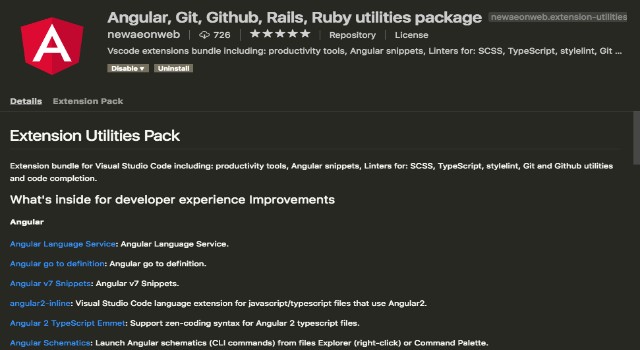 Angular, Git, Github, Rails, Ruby utilities package newaeonweb.extension-utilities
newaeonweb 726 ★★★★★ Repository License
Vscode extensions bundle including: productivity tools, Angular snippets, Linters for: SCSS, TypeScript, stylelint, Git ...
Disable ▾ Uninstall
Details Extension Pack
Extension Utilities Pack
Extension bundle for Visual Studio Code including: productivity tools, Angular snippets, Linters for: SCSS, TypeScript, stylelint, Git and Github utilities
and code completion.
What's inside for developer experience Improvements
Angular
Angular Language Service: Angular Language Service.
Angular go to definition: Angular go to definition.
Angular v7 Snippets: Angular v7 Snippets.
angular2-inline: Visual Studio Code language extension for javascript/typescript files that use Angular2.
Angular 2 TypeScript Emmet: Support zen-coding syntax for Angular 2 typescript files.
Angular Schematics: Launch Angular schematics (CLI commands) from files Explorer (right-click) or Command Palette.